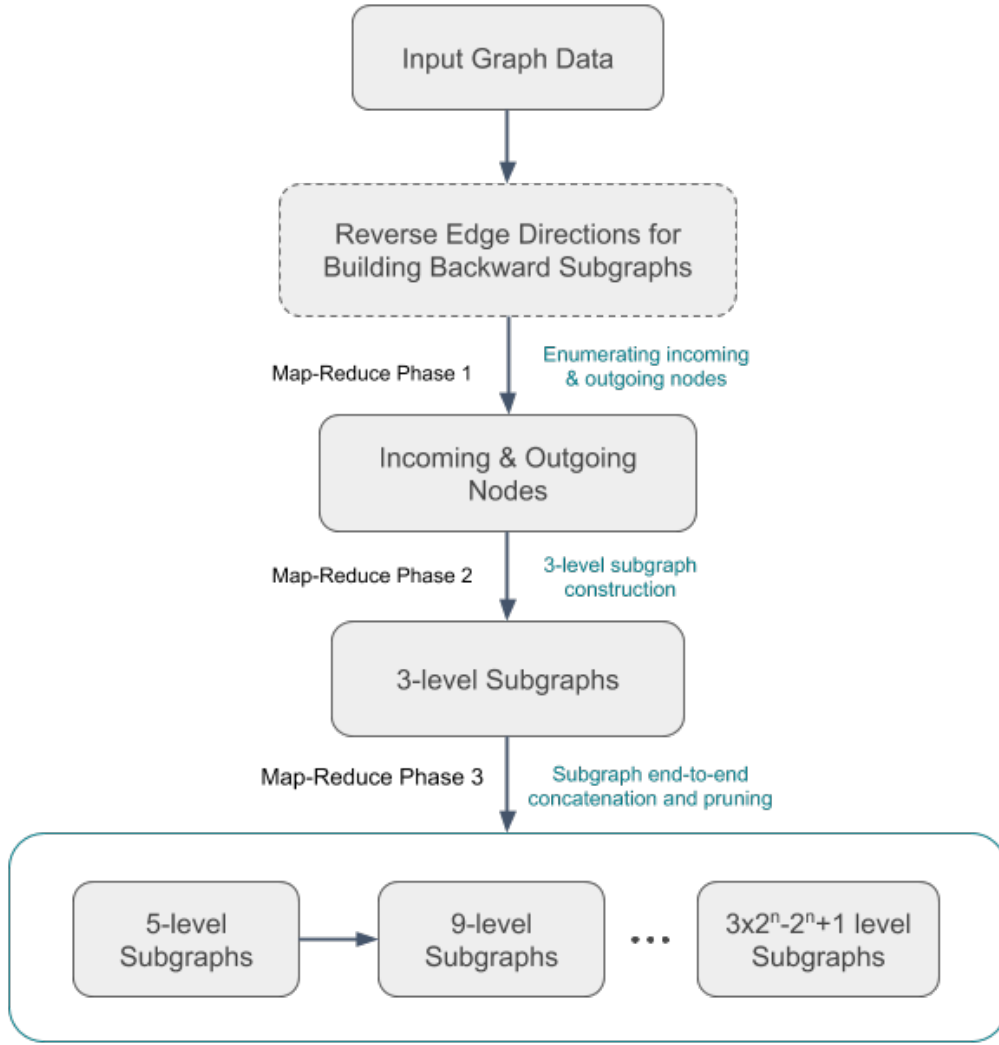 Input Graph Data
Reverse Edge Directions for
Building Backward Subgraphs
Map-Reduce Phase 1
Enumerating incoming
& outgoing nodes
Incoming & Outgoing
Nodes
Map-Reduce Phase 2
3-level subgraph
construction
3-level Subgraphs
Map-Reduce Phase 3
Subgraph end-to-end
concatenation and pruning
5-level
Subgraphs
9-level
Subgraphs
•••
3x2ⁿ-2ⁿ+1 level
Subgraphs